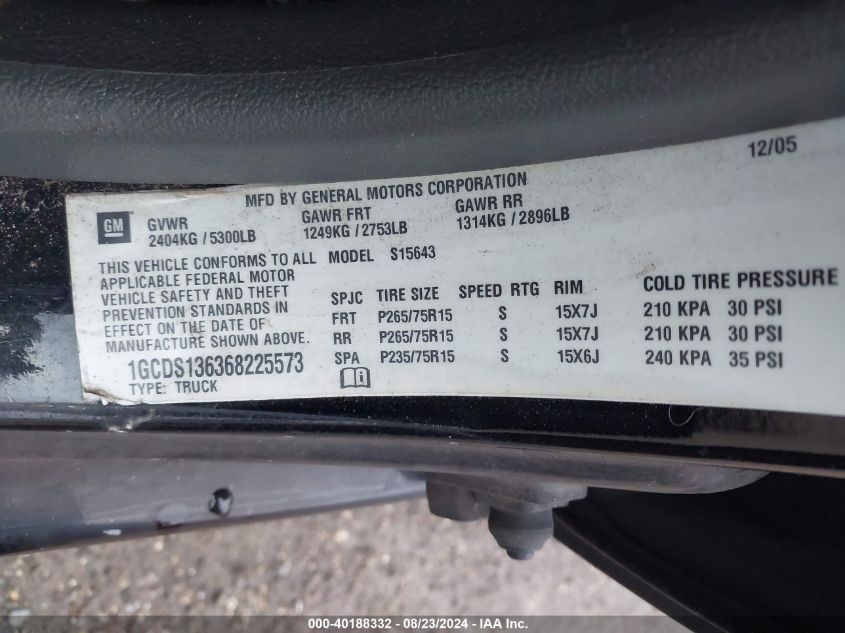 12/05
MFD BY GENERAL MOTORS CORPORATION
GM
GVWR GAWR FRT GAWR RR
2404KG / 5300LB 1249KG / 2753LB 1314KG / 2896LB
THIS VEHICLE CONFORMS TO ALL MODEL S15643
APPLICABLE FEDERAL MOTOR
VEHICLE SAFETY AND THEFT
PREVENTION STANDARDS IN
EFFECT ON THE DATE OF
MANUFACTURE SHOWN ABOVE.
SPJC TIRE SIZE SPEED RTG RIM COLD TIRE PRESSURE
FRT P265/75R15 S 15X7J 210 KPA 30 PSI
RR P265/75R15 S 15X7J 210 KPA 30 PSI
SPA P235/75R15 S 15X6J 240 KPA 35 PSI
1GCDS136368225573
TYPE: TRUCK
000-40188332 - 08/23/2024 - Copyright © IAA, Inc.